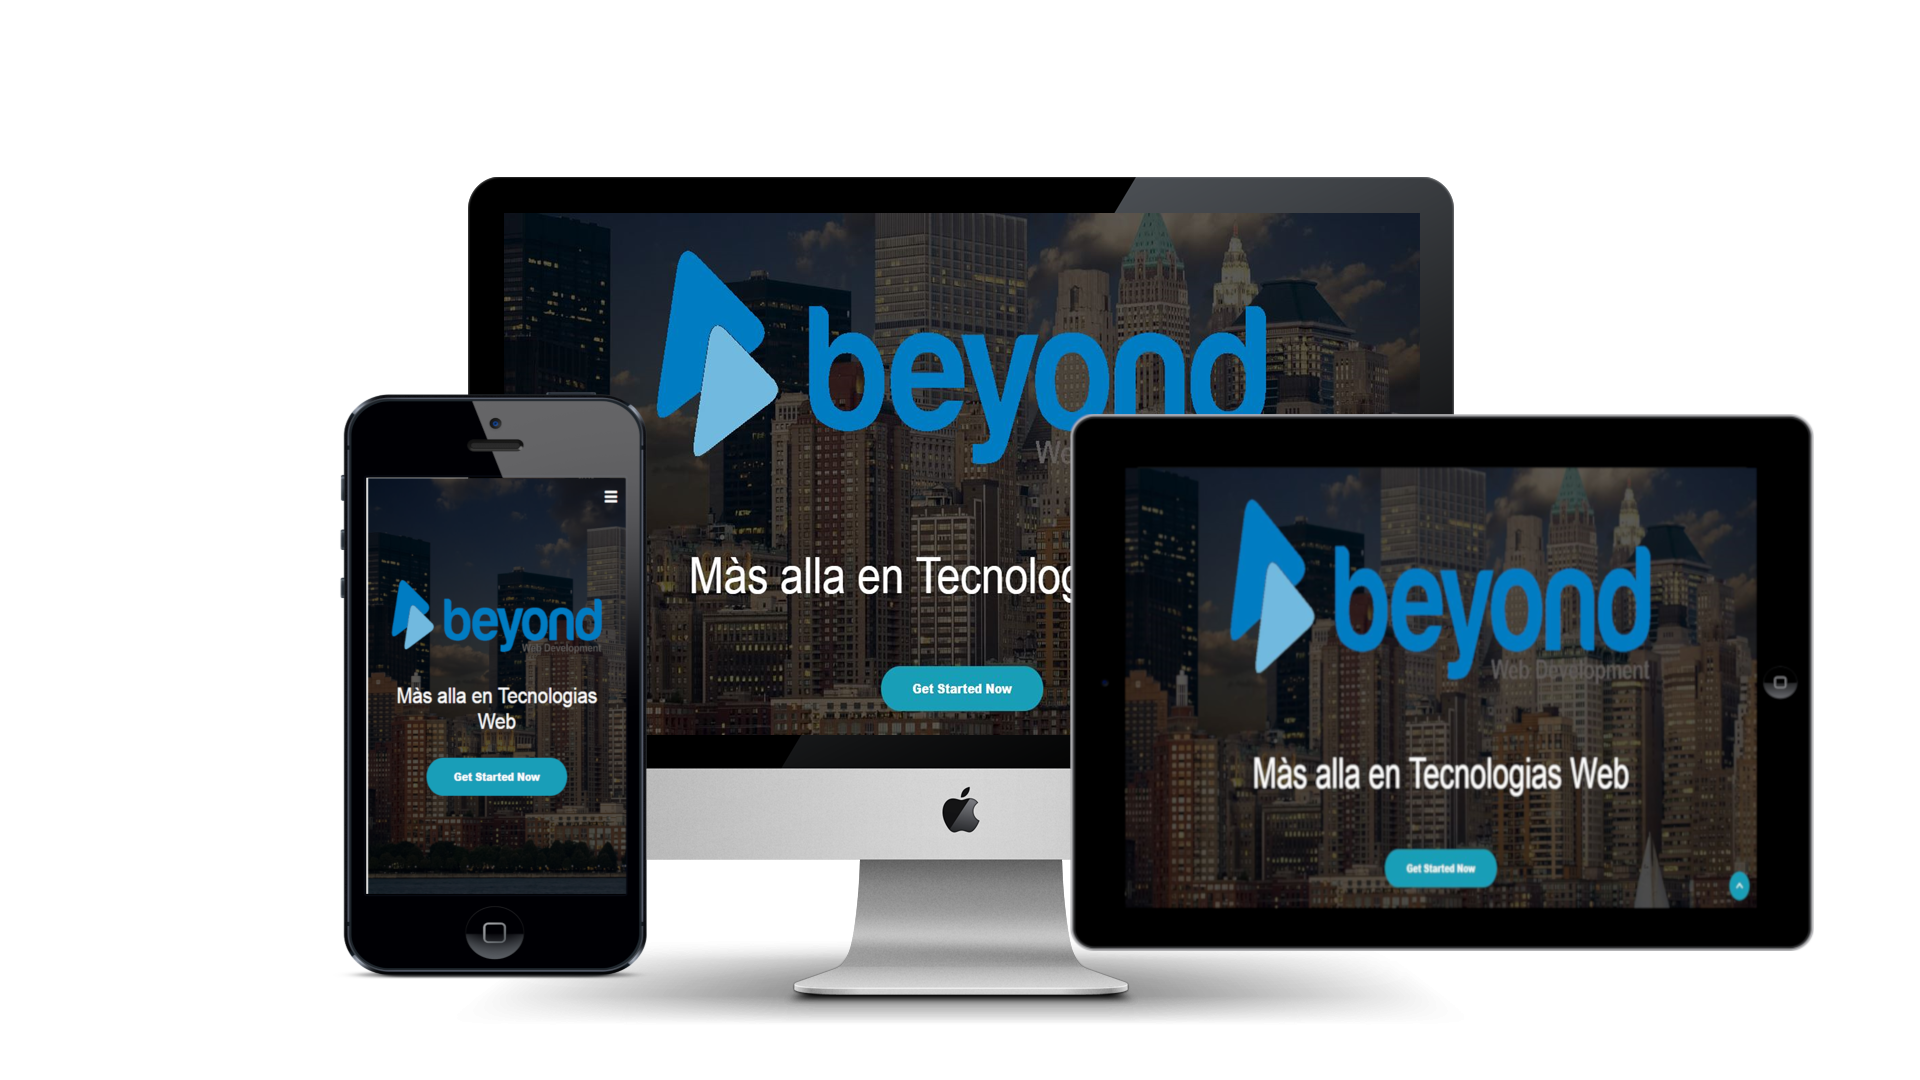 beyond
We
Màs alla en Tecnolog
Get Started Now
beyond
Web Development
Màs alla en Tecnologias
Web
Get Started Now
beyond
Web Development
Màs alla en Tecnologias Web
Get Started Now